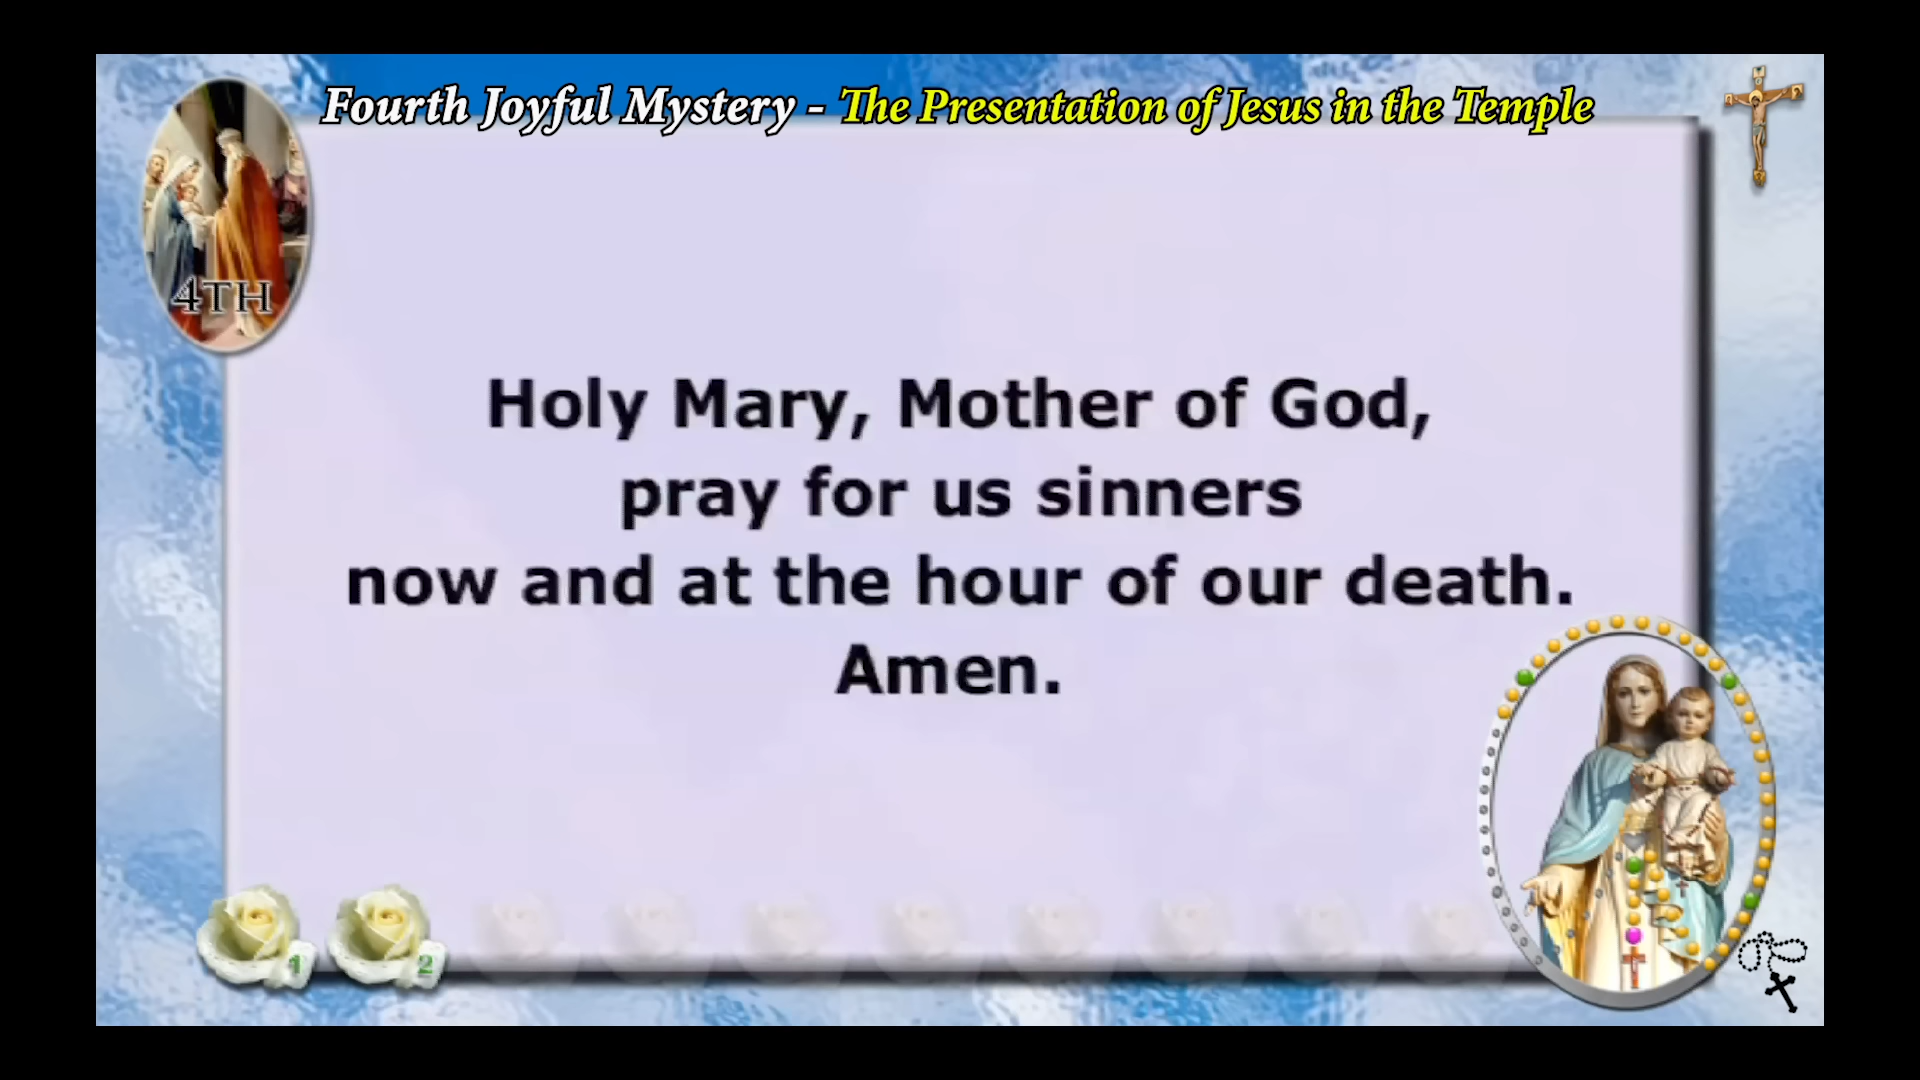 Fourth Joyful Mystery - The Presentation of Jesus in the Temple
4TH
Holy Mary, Mother of God,
pray for us sinners
now and at the hour of our death.
Amen.
1 2